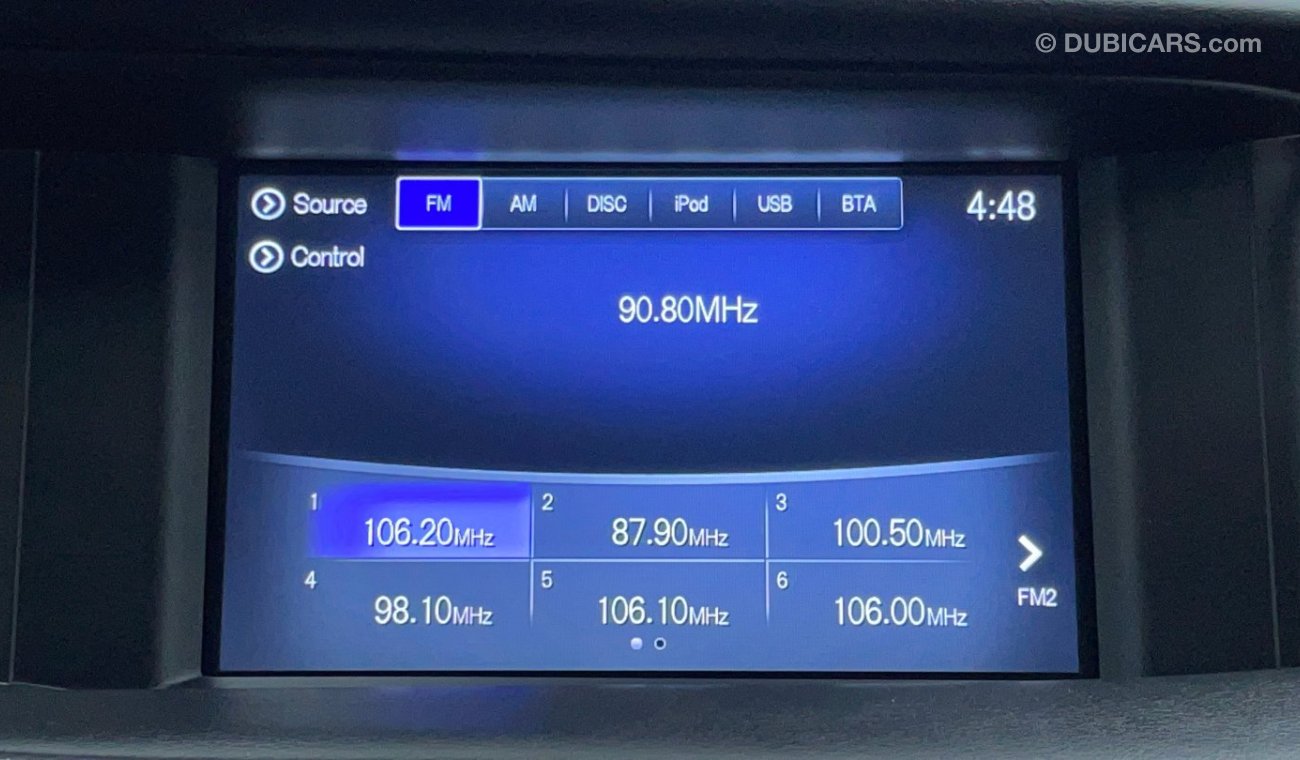 © DUBICARS.com
Source FM AM DISC iPod USB BTA 4:48
Control
90.80MHz
1 2 3
106.20MHz 87.90MHz 100.50MHz
4 5 6
98.10MHz 106.10MHz 106.00MHz
FM2